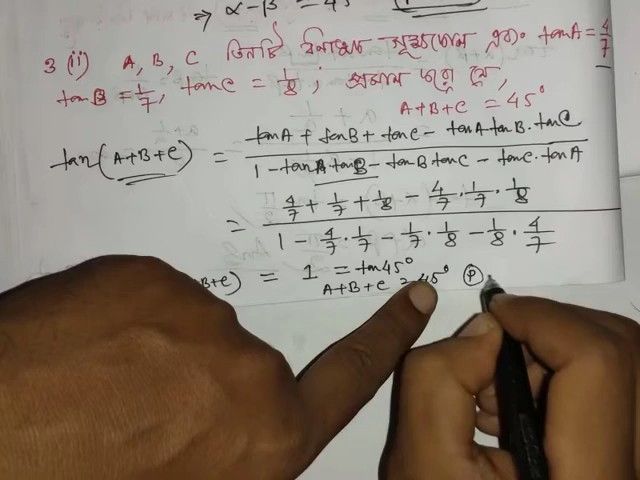 ⇒ α-β = 45
3 (ii) A, B, C তিনটি ধনাত্মক সূক্ষ্মকোণ এবং tanA = 4/7
tanB = 1/7, tanC = 1/8; প্রমাণ করো যে,
A+B+C = 45°
tan(A+B+C) = (tanA + tanB + tanC - tanA tanB. tanC)/(1 - tanA tanB - tanB tanC - tanC. tanA)
= (4/7 + 1/7 + 1/8 - 4/7 . 1/7 . 1/8)/(1 - 4/7 . 1/7 - 1/7 . 1/8 - 1/8 . 4/7)
B+C) = 1 = tan45°
A+B+C = 45° (P)